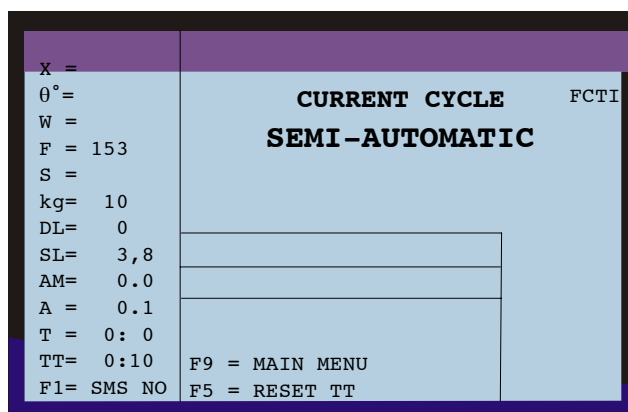 X =
θ°=
W =
F = 153
S =
kg= 10
DL= 0
SL= 3,8
AM= 0.0
A = 0.1
T = 0: 0
TT= 0:10
F1= SMS NO
CURRENT CYCLE
SEMI-AUTOMATIC
FCTI
F9 = MAIN MENU
F5 = RESET TT